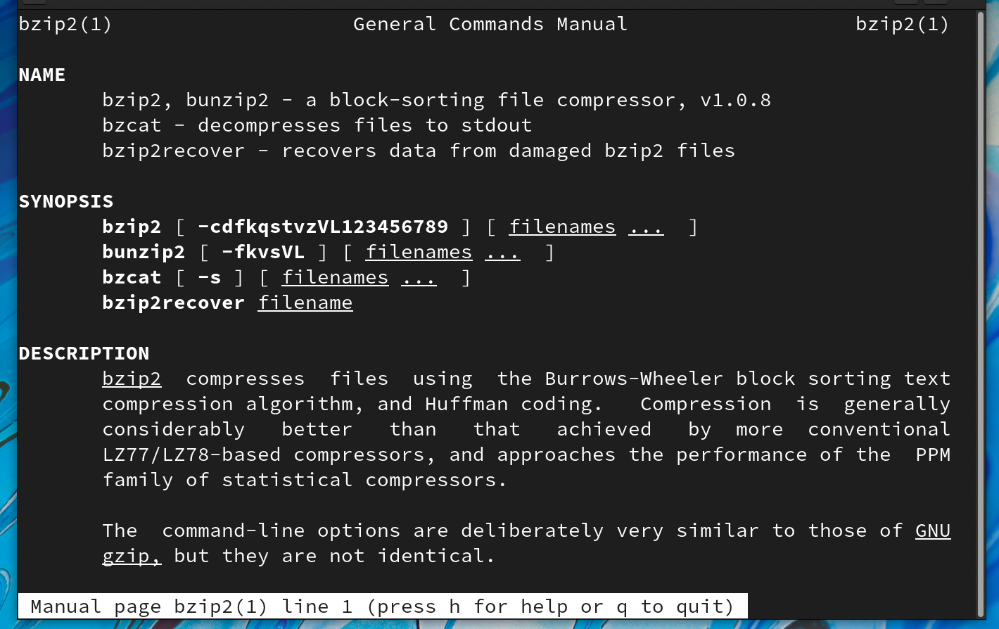 bzip2(1) General Commands Manual bzip2(1)
NAME
bzip2, bunzip2 - a block-sorting file compressor, v1.0.8
bzcat - decompresses files to stdout
bzip2recover - recovers data from damaged bzip2 files
SYNOPSIS
bzip2 [ -cdfkqstvzVL123456789 ] [ filenames ... ]
bunzip2 [ -fkvsVL ] [ filenames ... ]
bzcat [ -s ] [ filenames ... ]
bzip2recover filename
DESCRIPTION
bzip2 compresses files using the Burrows-Wheeler block sorting text
compression algorithm, and Huffman coding. Compression is generally
considerably better than that achieved by more conventional
LZ77/LZ78-based compressors, and approaches the performance of the PPM
family of statistical compressors.
The command-line options are deliberately very similar to those of GNU
gzip, but they are not identical.
Manual page bzip2(1) line 1 (press h for help or q to quit)